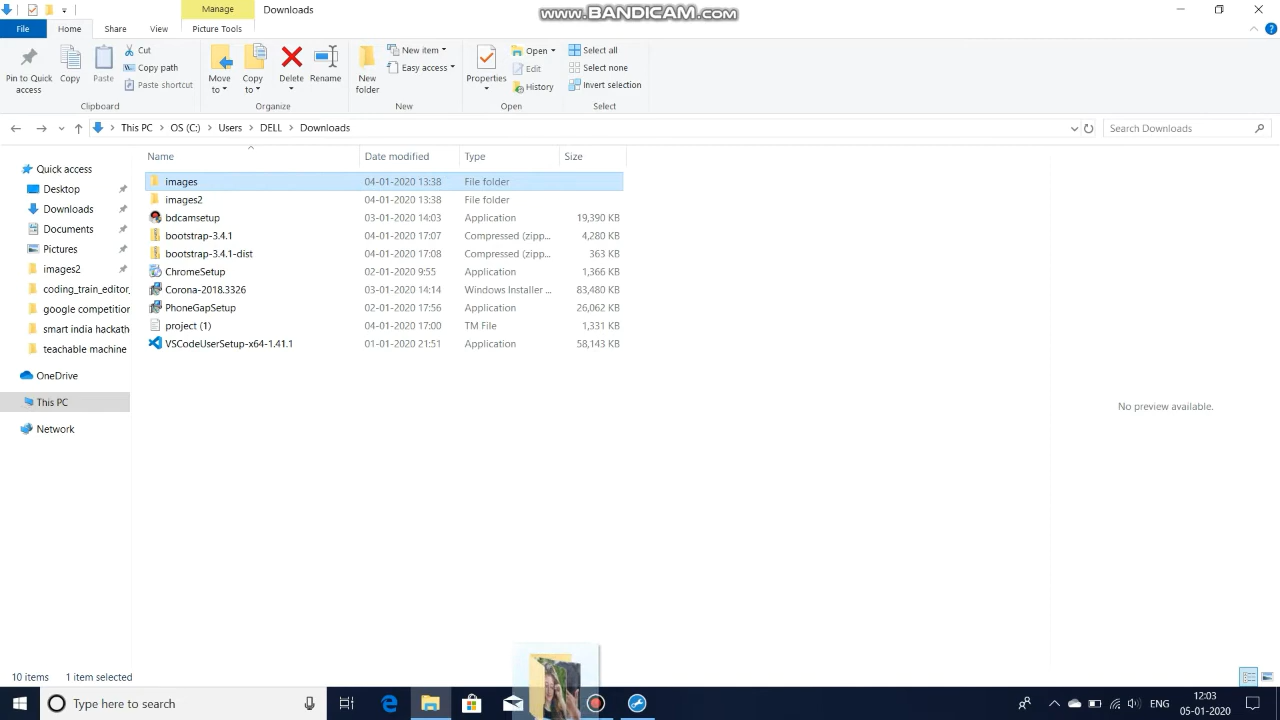 Manage
Downloads
www.BANDICAM.com
File
Home
Share
View
Picture Tools
Pin to Quick access
Copy
Paste
Cut
Copy path
Paste shortcut
Clipboard
Move to
Copy to
Delete
Rename
Organize
New folder
New item
Easy access
New
Properties
Open
Edit
History
Open
Select all
Select none
Invert selection
Select
This PC > OS (C:) > Users > DELL > Downloads
Search Downloads
Name Date modified Type Size
images 04-01-2020 13:38 File folder
images2 04-01-2020 13:38 File folder
bdcamsetup 03-01-2020 14:03 Application 19,390 KB
bootstrap-3.4.1 04-01-2020 17:07 Compressed (zipp... 4,280 KB
bootstrap-3.4.1-dist 04-01-2020 17:08 Compressed (zipp... 363 KB
ChromeSetup 02-01-2020 9:55 Application 1,366 KB
Corona-2018.3326 03-01-2020 14:14 Windows Installer ... 83,480 KB
PhoneGapSetup 02-01-2020 17:56 Application 26,062 KB
project (1) 04-01-2020 17:00 TM File 1,331 KB
VSCodeUserSetup-x64-1.41.1 01-01-2020 21:51 Application 58,143 KB
Quick access
Desktop
Downloads
Documents
Pictures
images2
coding_train_editor_
google competition
smart india hackath
teachable machine
OneDrive
This PC
Network
No preview available.
10 items 1 item selected
Type here to search
ENG
12:03
05-01-2020